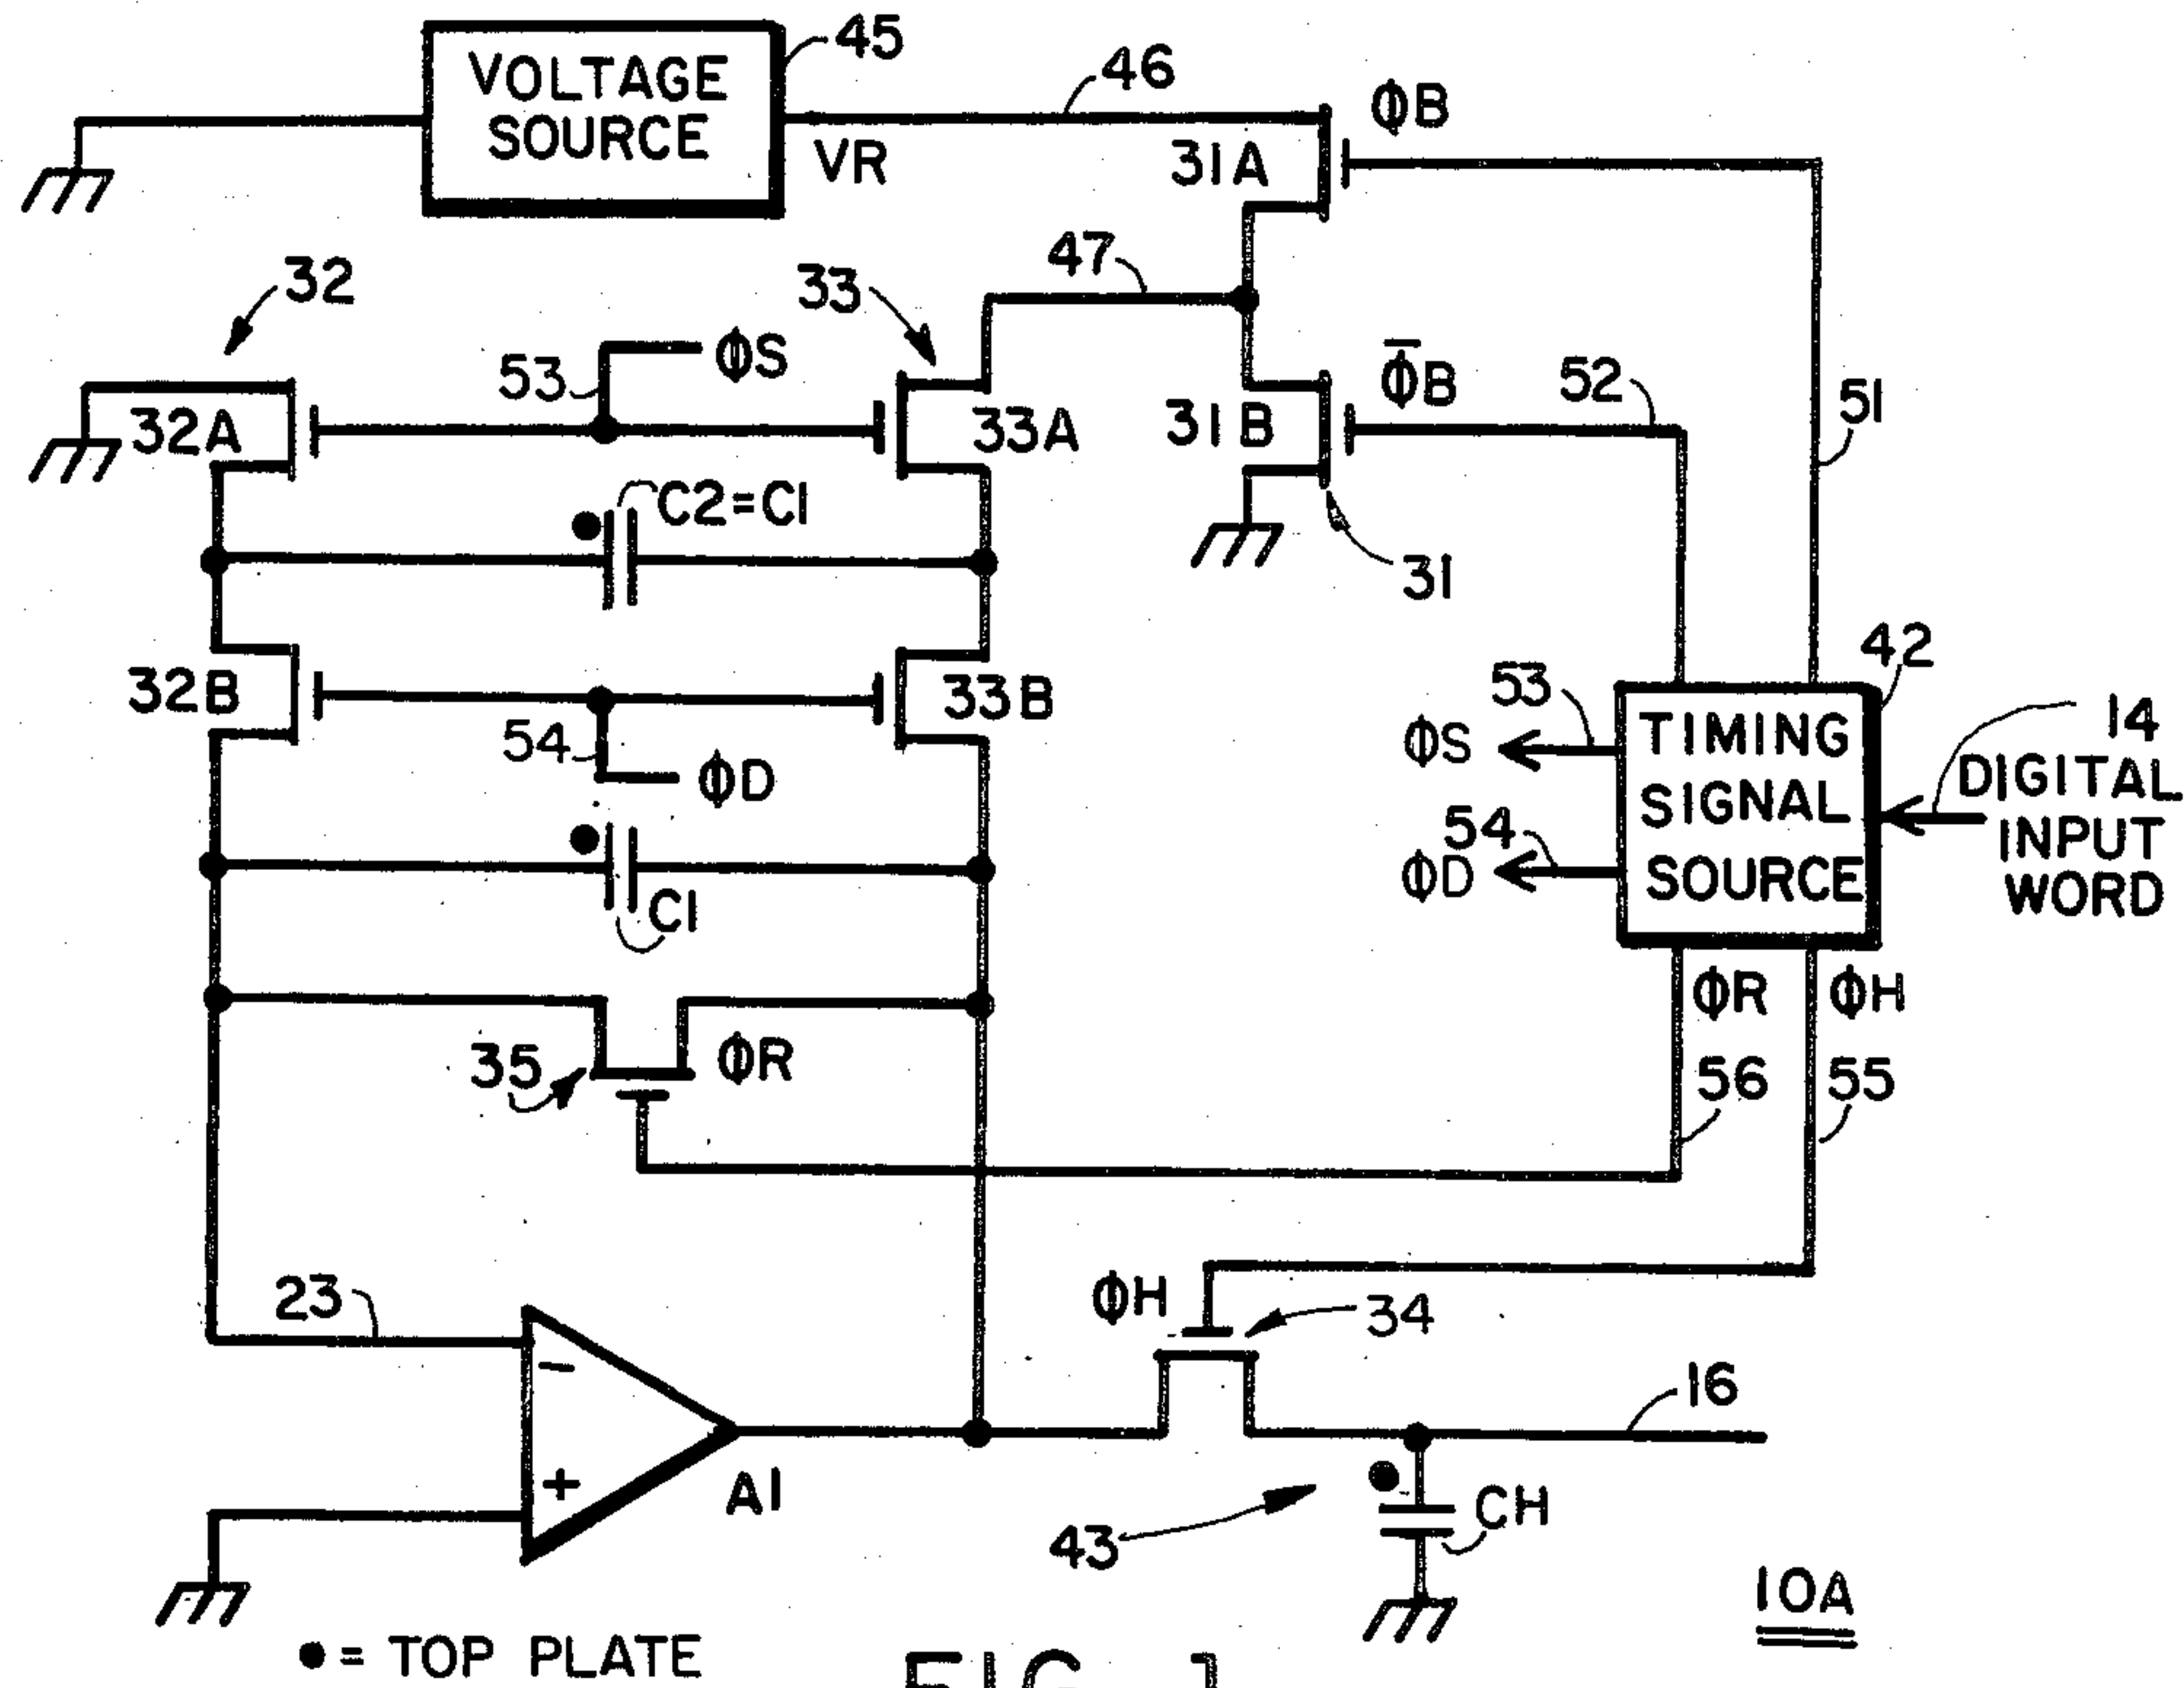 45
VOLTAGE
SOURCE
VR
46
ΦB
31A
47
32
33
53
ΦS
Φ̄B
52
51
32A
33A
31B
C2=C1
31
32B
33B
54
ΦD
42
53
ΦS
54
ΦD
TIMING
SIGNAL
SOURCE
14
DIGITAL
INPUT
WORD
C1
ΦR
ΦH
35
ΦR
56
55
23
ΦH
34
16
−
+
A1
43
CH
10A
● = TOP PLATE